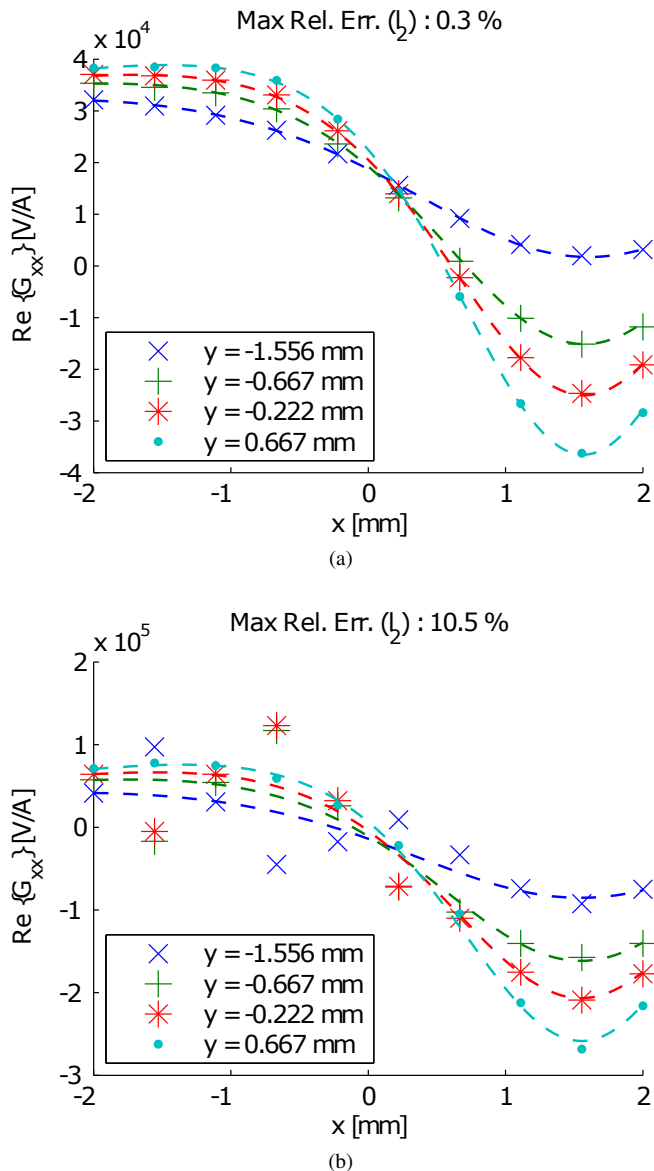 Max Rel. Err. (l2) : 0.3 %
x 10^4
4
3
2
1
0
-1
-2
-3
-4
Re {Gxx} [V/A]
y = -1.556 mm
y = -0.667 mm
y = -0.222 mm
y = 0.667 mm
-2 -1 0 1 2
x [mm]
(a)
Max Rel. Err. (l2) : 10.5 %
x 10^5
2
1
0
-1
-2
-3
Re {Gxx} [V/A]
y = -1.556 mm
y = -0.667 mm
y = -0.222 mm
y = 0.667 mm
-2 -1 0 1 2
x [mm]
(b)